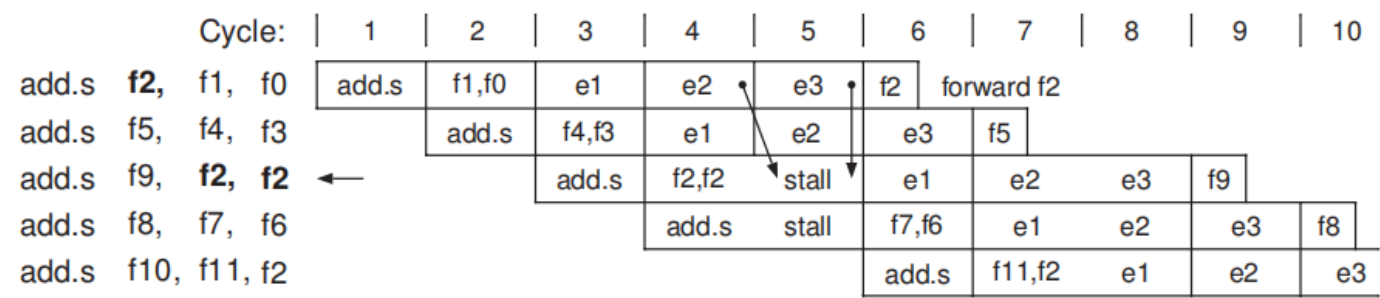 Cycle: 1 2 3 4 5 6 7 8 9 10
add.s f2, f1, f0 add.s f1,f0 e1 e2 e3 f2 forward f2
add.s f5, f4, f3 add.s f4,f3 e1 e2 e3 f5
add.s f9, f2, f2 add.s f2,f2 stall e1 e2 e3 f9
add.s f8, f7, f6 add.s stall f7,f6 e1 e2 e3 f8
add.s f10, f11, f2 add.s f11,f2 e1 e2 e3